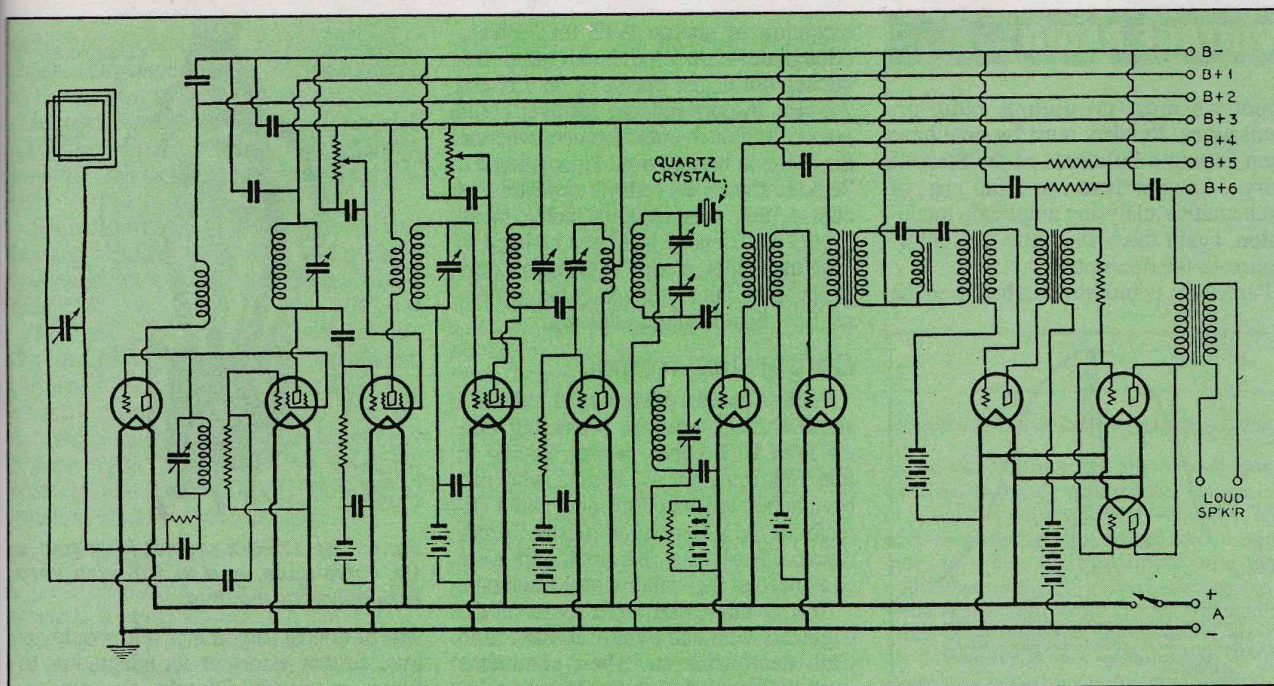 B-
B+1
B+2
B+3
B+4
B+5
B+6
QUARTZ
CRYSTAL
LOUD
SP'K'R
+
A
-